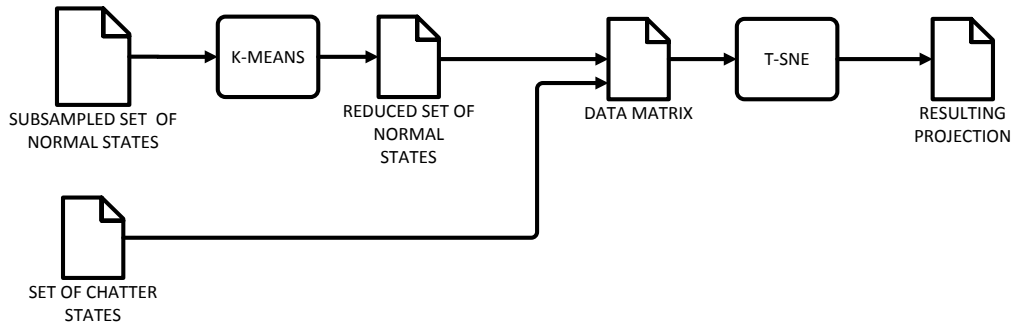 SUBSAMPLED SET OF
NORMAL STATES
K-MEANS
REDUCED SET OF
NORMAL
STATES
DATA MATRIX
T-SNE
RESULTING
PROJECTION
SET OF CHATTER
STATES